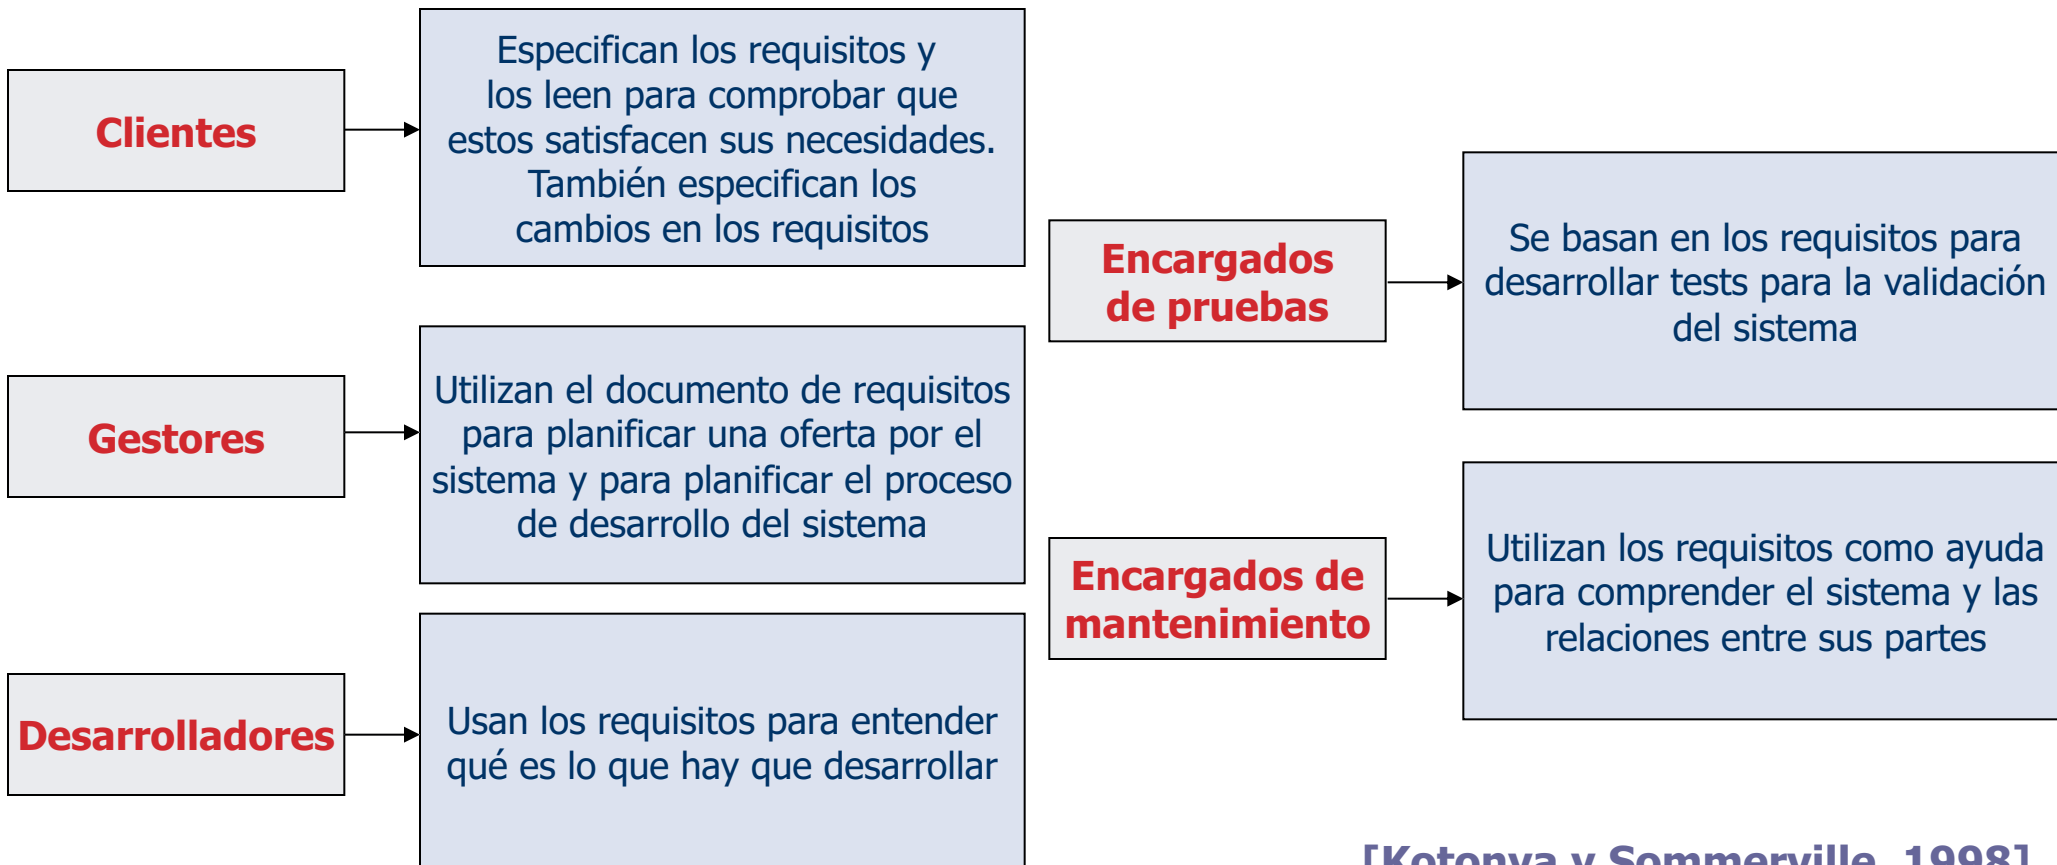 Clientes
Especifican los requisitos y
los leen para comprobar que
estos satisfacen sus necesidades.
También especifican los
cambios en los requisitos
Gestores
Utilizan el documento de requisitos
para planificar una oferta por el
sistema y para planificar el proceso
de desarrollo del sistema
Desarrolladores
Usan los requisitos para entender
qué es lo que hay que desarrollar
Encargados
de pruebas
Se basan en los requisitos para
desarrollar tests para la validación
del sistema
Encargados de
mantenimiento
Utilizan los requisitos como ayuda
para comprender el sistema y las
relaciones entre sus partes
[Kotonya y Sommerville, 1998]